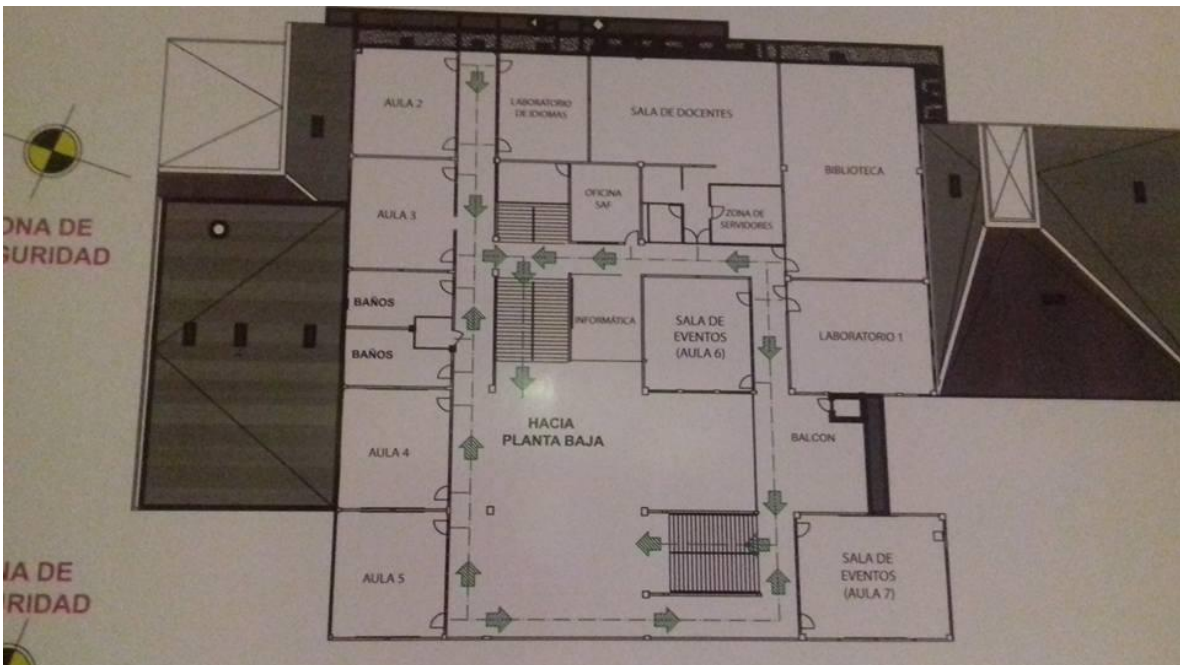 AULA 2
LABORATORIO
DE IDIOMAS
SALA DE DOCENTES
BIBLIOTECA
OFICINA
SAF
AULA 3
ZONA DE
SERVIDORES
ONA DE
GURIDAD
BAÑOS
INFORMÁTICA
SALA DE
EVENTOS
(AULA 6)
LABORATORIO 1
BAÑOS
HACIA
PLANTA BAJA
BALCON
AULA 4
SALA DE
EVENTOS
(AULA 7)
AULA 5
NA DE
RIDAD